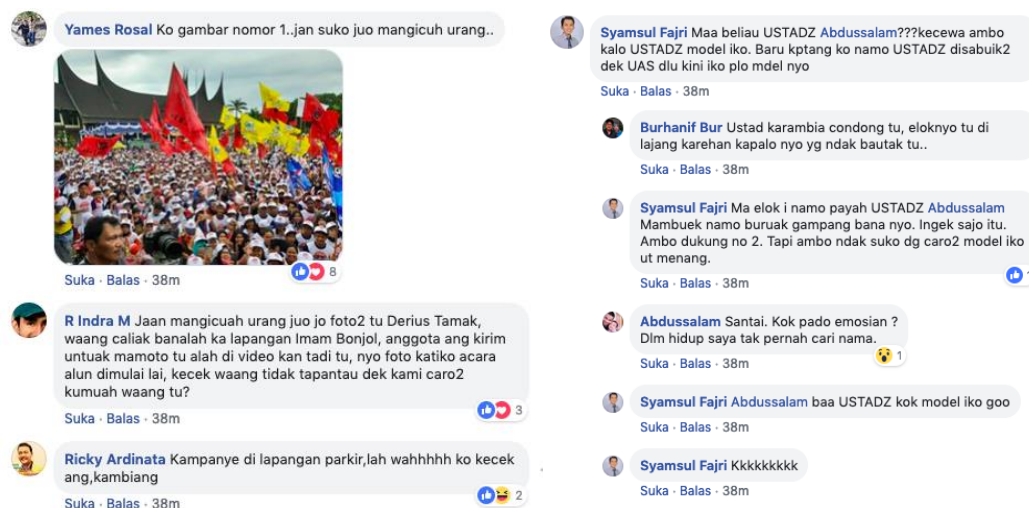 Yames Rosal Ko gambar nomor 1..jan suko juo mangicuh urang..
Suka · Balas · 38m
8
R Indra M Jaan mangicuah urang juo jo foto2 tu Derius Tamak,
waang caliak banalah ka lapangan Imam Bonjol, anggota ang kirim
untuak mamoto tu alah di video kan tadi tu, nyo foto katiko acara
alun dimulai lai, kecek waang tidak tapantau dek kami caro2
kumuah waang tu?
3
Suka · Balas · 38m
Ricky Ardinata Kampanye di lapangan parkir,lah wahhhhh ko kecek
ang,kambiang
2
Suka · Balas · 38m
Syamsul Fajri Maa beliau USTADZ Abdussalam???kecewa ambo
kalo USTADZ model iko. Baru kptang ko namo USTADZ disabuik2
dek UAS dlu kini iko plo mdel nyo
Suka · Balas · 38m
Burhanif Bur Ustad karambia condong tu, eloknyo tu di
lajang karehan kapalo nyo yg ndak bautak tu..
Suka · Balas · 38m
Syamsul Fajri Ma elok i namo payah USTADZ Abdussalam
Mambuek namo buruak gampang bana nyo. Ingek sajo itu.
Ambo dukung no 2. Tapi ambo ndak suko dg caro2 model iko
ut menang.
Suka · Balas · 38m
Abdussalam Santai. Kok pado emosian ?
Dlm hidup saya tak pernah cari nama.
1
Suka · Balas · 38m
Syamsul Fajri Abdussalam baa USTADZ kok model iko goo
Suka · Balas · 38m
Syamsul Fajri Kkkkkkkkk
Suka · Balas · 38m